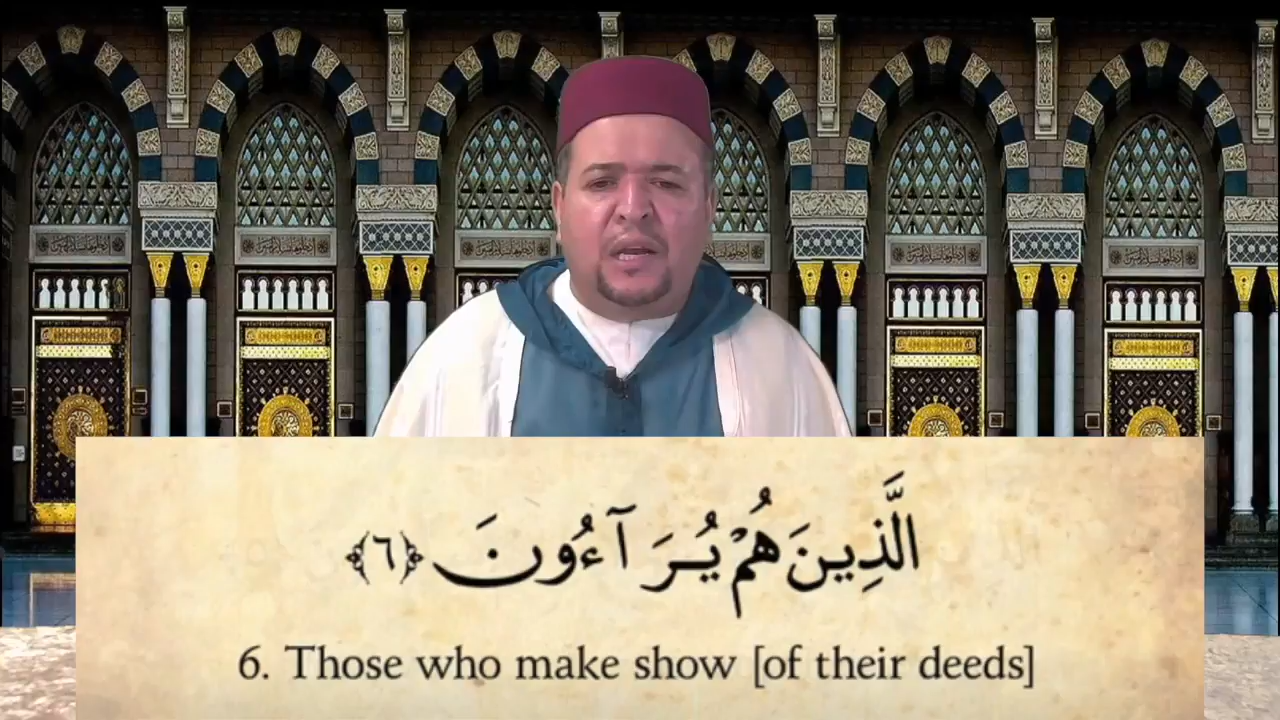 الَّذِينَ هُمْ يُرَآءُونَ ﴿٦﴾
6. Those who make show [of their deeds]